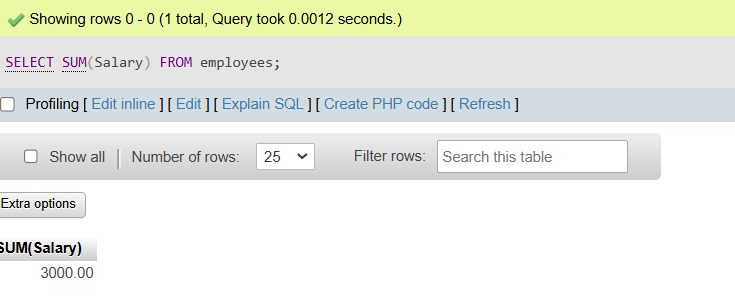 Showing rows 0 - 0 (1 total, Query took 0.0012 seconds.)
SELECT SUM(Salary) FROM employees;
Profiling [ Edit inline ] [ Edit ] [ Explain SQL ] [ Create PHP code ] [ Refresh ]
Show all | Number of rows: 25 Filter rows: Search this table
Extra options
SUM(Salary)
3000.00